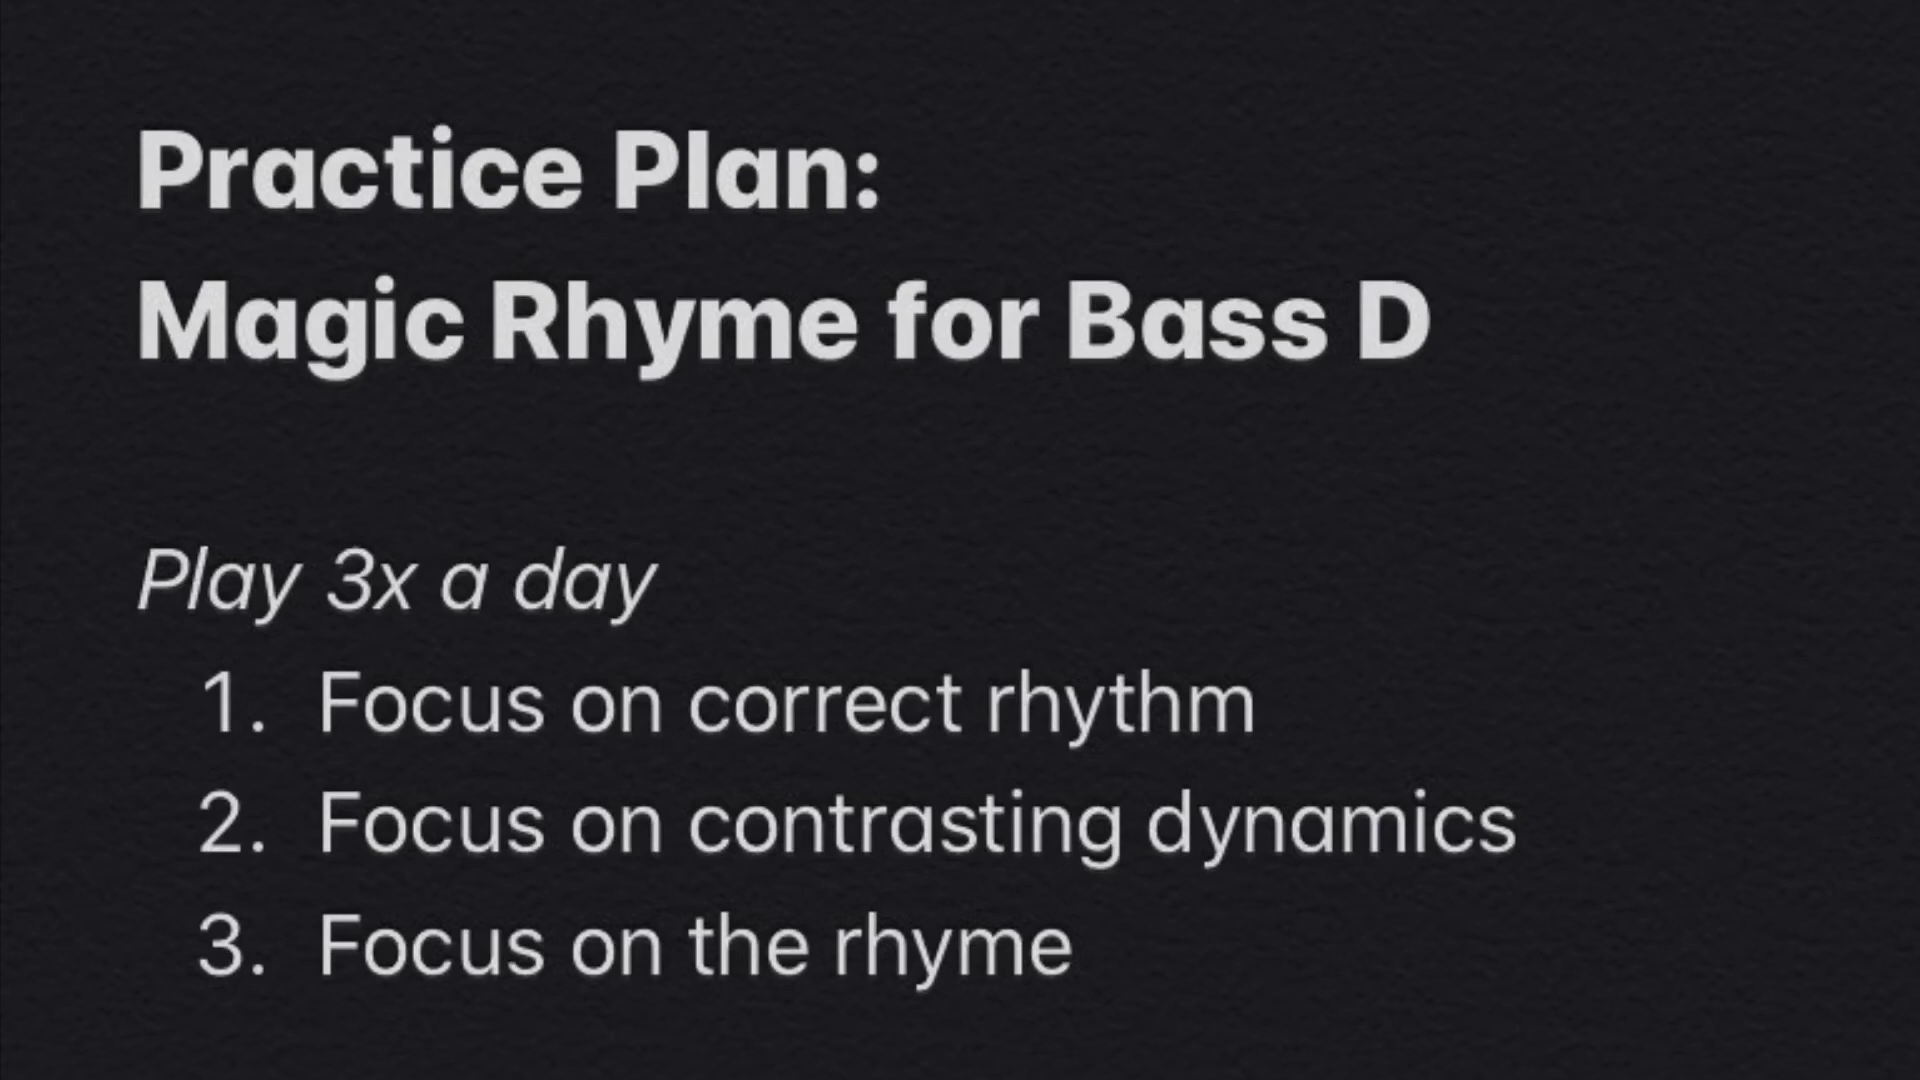 Practice Plan:
Magic Rhyme for Bass D
Play 3x a day
1. Focus on correct rhythm
2. Focus on contrasting dynamics
3. Focus on the rhyme